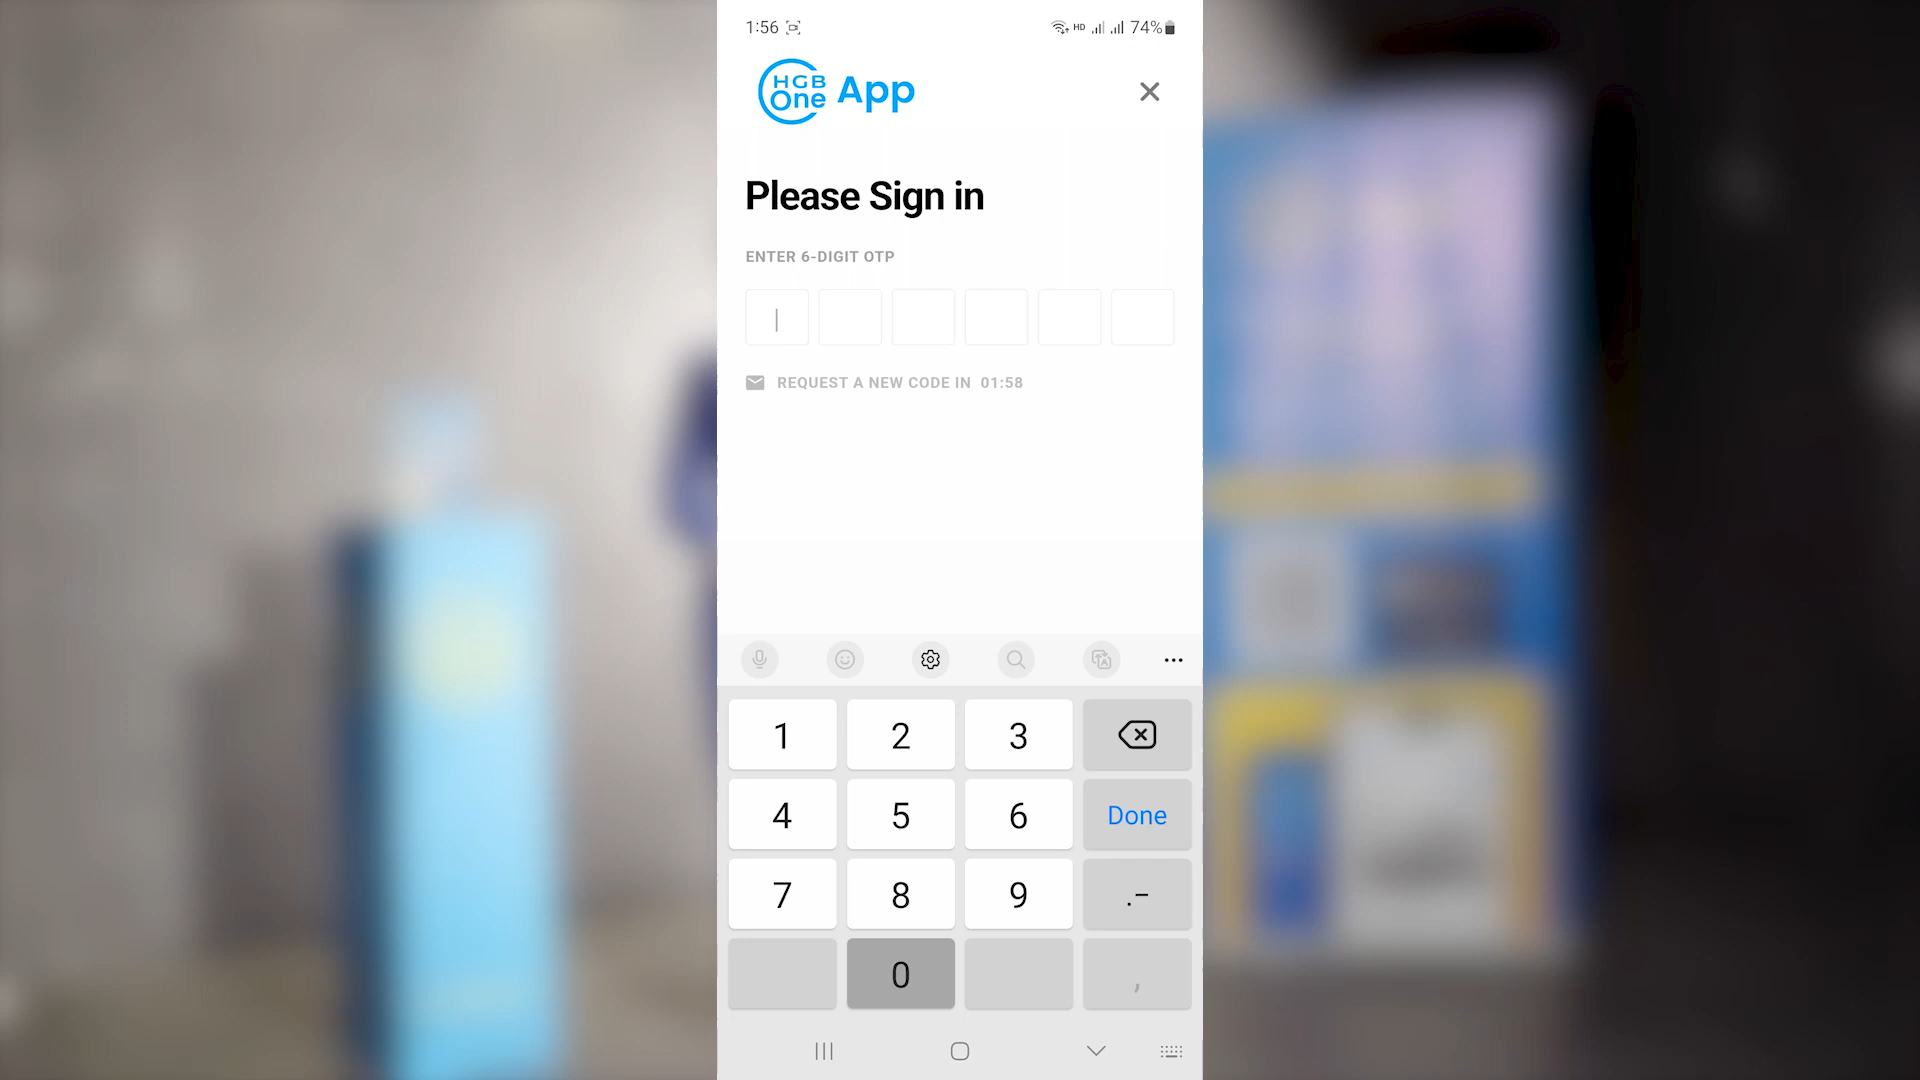 1:56 HD 74%
HGB One App
Please Sign in
ENTER 6-DIGIT OTP
REQUEST A NEW CODE IN 01:58
1 2 3
4 5 6 Done
7 8 9 .-
0 ,